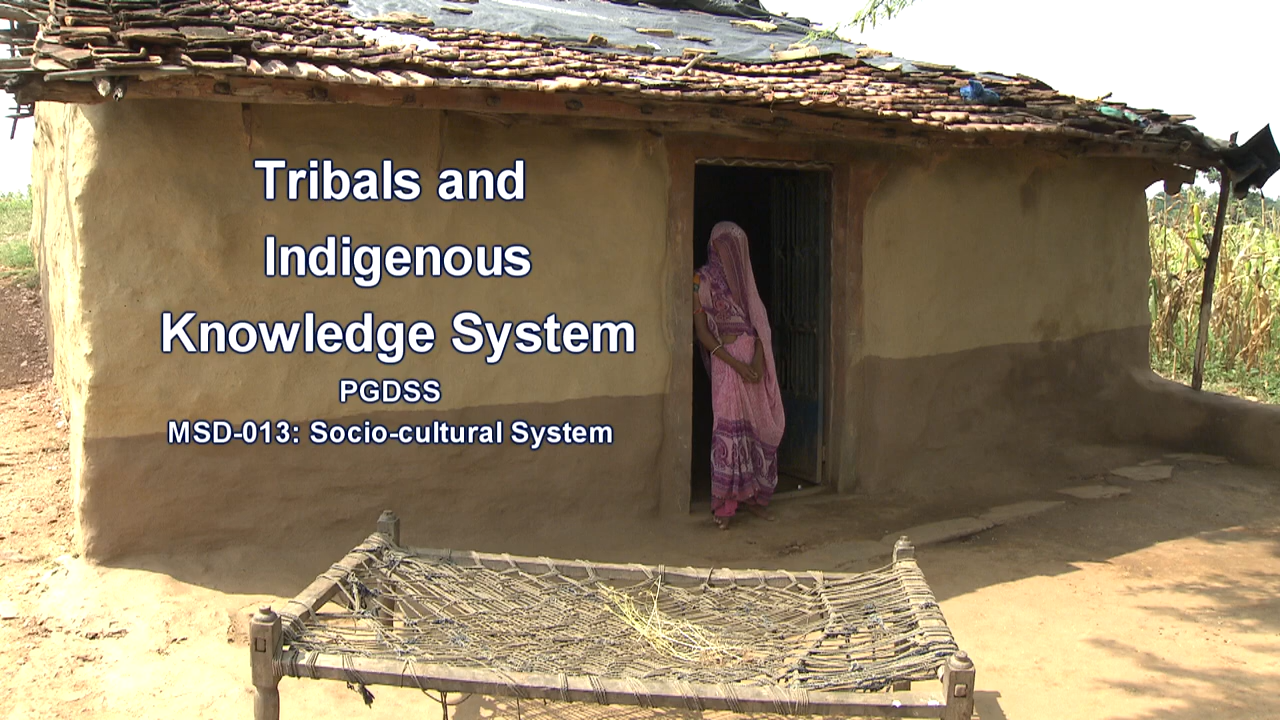 Tribals and
Indigenous
Knowledge System
PGDSS
MSD-013: Socio-cultural System